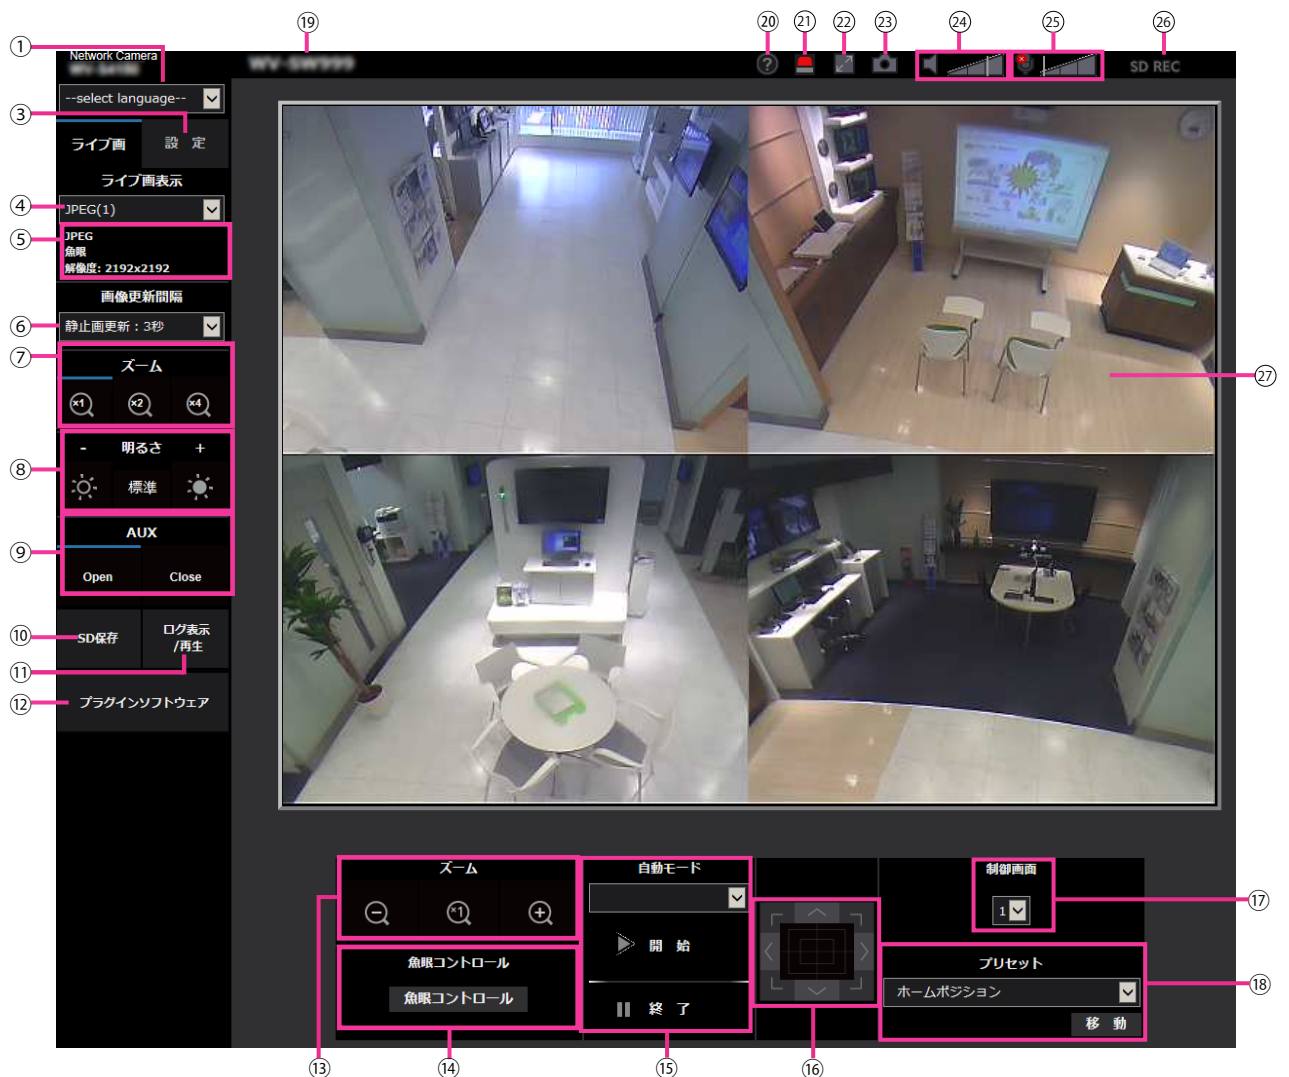 ⑲
⑳
㉑
㉒
㉓
㉔
㉕
㉖
①
Network Camera
WV-SW999
SD REC
--select language--
③
ライブ画
設 定
ライブ画表示
④
JPEG(1)
⑤
JPEG
魚眼
解像度: 2192x2192
画像更新間隔
⑥
静止画更新：3秒
⑦
ズーム
×1
×2
×4
㉗
⑧
- 明るさ +
標準
⑨
AUX
Open
Close
⑩
SD保存
ログ表示
/再生
⑪
⑫
プラグインソフトウェア
ズーム
×1
自動モード
開 始
終 了
魚眼コントロール
魚眼コントロール
制御画面
1
⑰
プリセット
ホームポジション
⑱
移 動
⑬
⑭
⑮
⑯